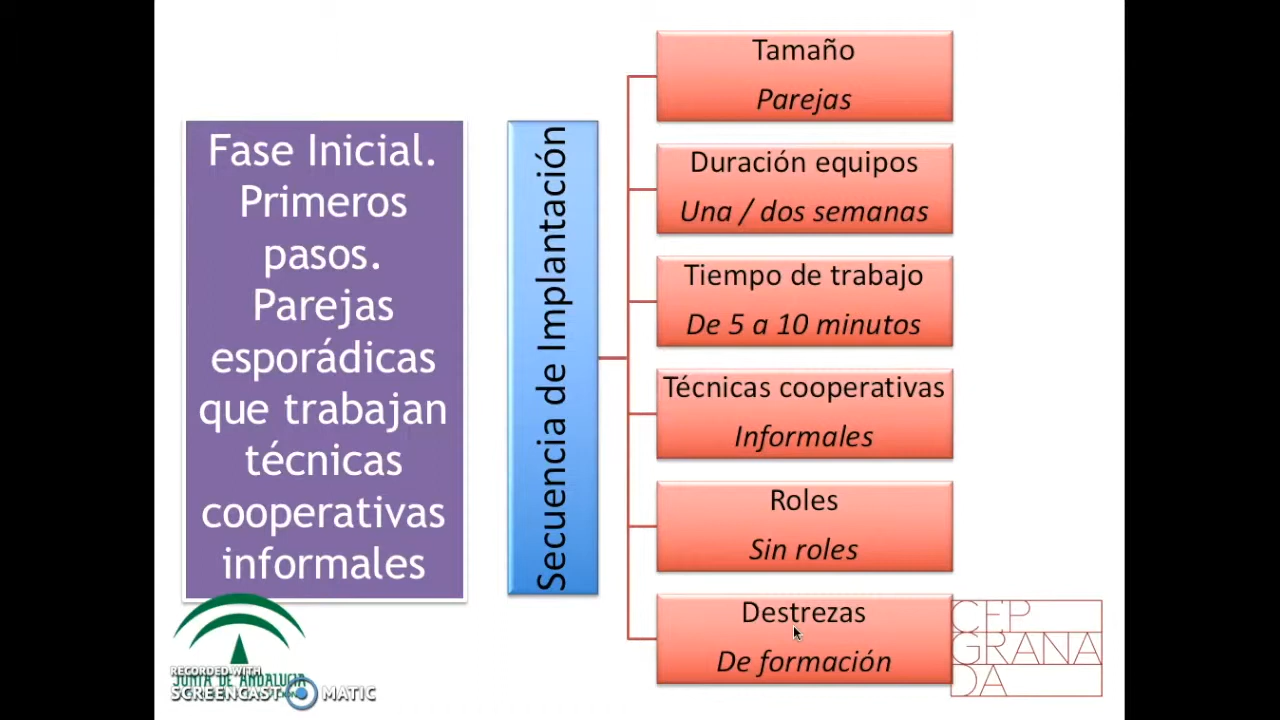 Fase Inicial.
Primeros
pasos.
Parejas
esporádicas
que trabajan
técnicas
cooperativas
informales
Secuencia de Implantación
Tamaño
Parejas
Duración equipos
Una / dos semanas
Tiempo de trabajo
De 5 a 10 minutos
Técnicas cooperativas
Informales
Roles
Sin roles
Destrezas
De formación
RECORDED WITH
SCREENCAST MATIC
JUNTA DE ANDALUCIA
CEP
GRANA
DA